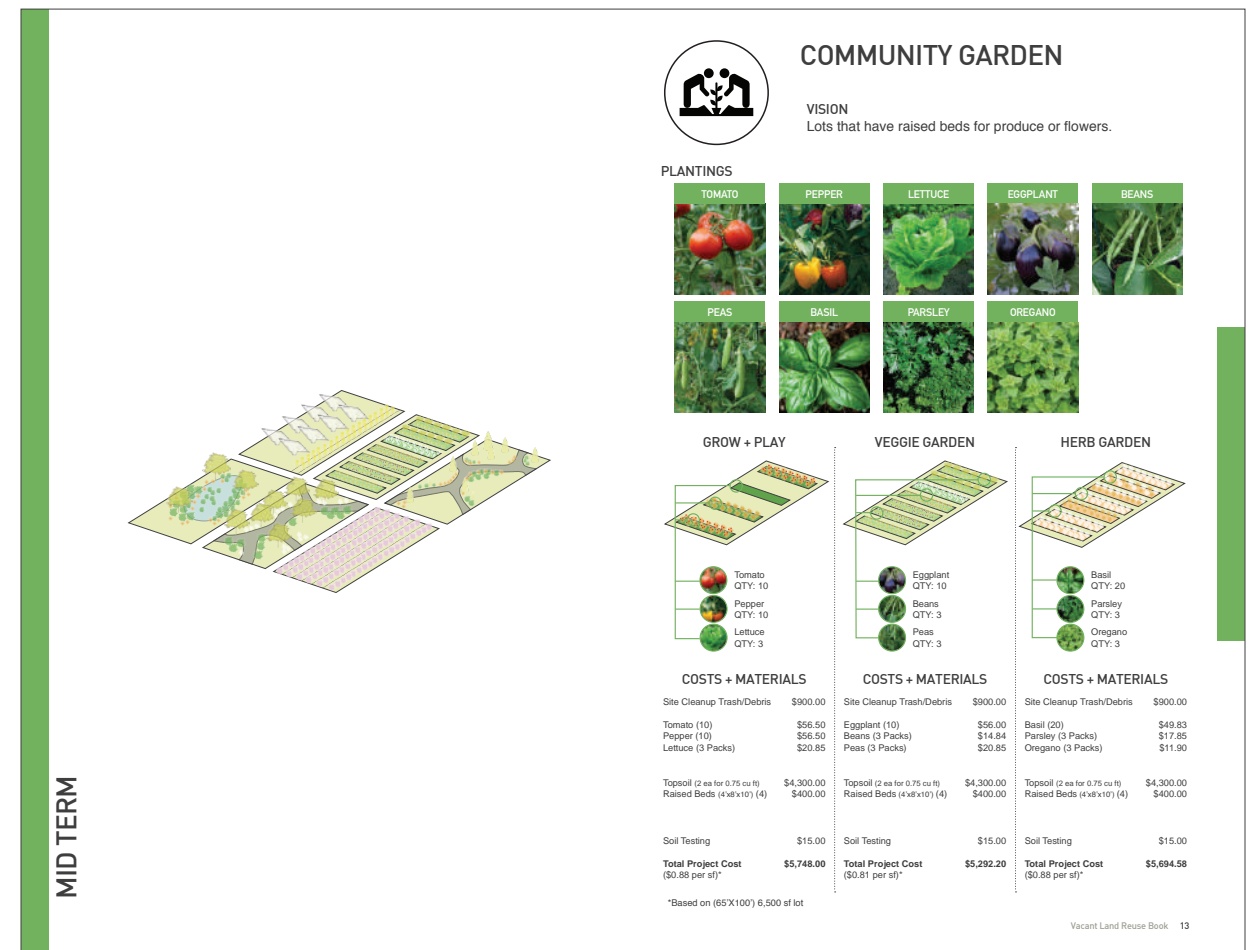 MID TERM
COMMUNITY GARDEN
VISION
Lots that have raised beds for produce or flowers.
PLANTINGS
TOMATO
PEPPER
LETTUCE
EGGPLANT
BEANS
PEAS
BASIL
PARSLEY
OREGANO
GROW + PLAY
Tomato
QTY: 10
Pepper
QTY: 10
Lettuce
QTY: 3
COSTS + MATERIALS
Site Cleanup Trash/Debris $900.00
Tomato (10) $56.50
Pepper (10) $56.50
Lettuce (3 Packs) $20.85
Topsoil (2 ea for 0.75 cu ft) $4,300.00
Raised Beds (4'x8'x10') (4) $400.00
Soil Testing $15.00
Total Project Cost $5,748.00
($0.88 per sf)*
VEGGIE GARDEN
Eggplant
QTY: 10
Beans
QTY: 3
Peas
QTY: 3
COSTS + MATERIALS
Site Cleanup Trash/Debris $900.00
Eggplant (10) $56.00
Beans (3 Packs) $14.84
Peas (3 Packs) $20.85
Topsoil (2 ea for 0.75 cu ft) $4,300.00
Raised Beds (4'x8'x10') (4) $400.00
Soil Testing $15.00
Total Project Cost $5,292.20
($0.81 per sf)*
HERB GARDEN
Basil
QTY: 20
Parsley
QTY: 3
Oregano
QTY: 3
COSTS + MATERIALS
Site Cleanup Trash/Debris $900.00
Basil (20) $49.83
Parsley (3 Packs) $17.85
Oregano (3 Packs) $11.90
Topsoil (2 ea for 0.75 cu ft) $4,300.00
Raised Beds (4'x8'x10') (4) $400.00
Soil Testing $15.00
Total Project Cost $5,694.58
($0.88 per sf)*
*Based on (65'X100') 6,500 sf lot
Vacant Land Reuse Book 13